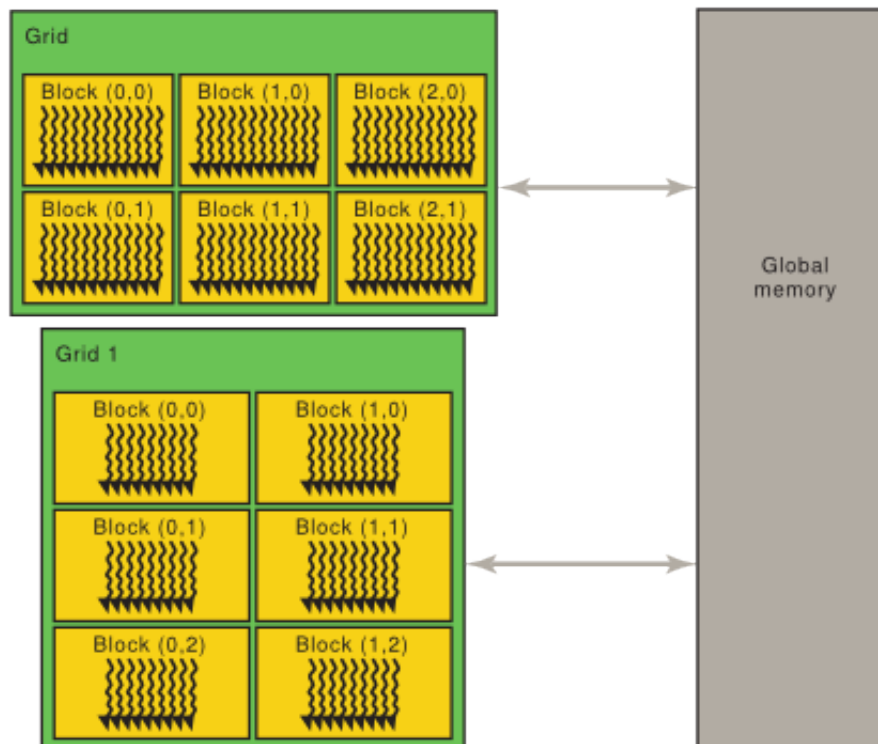 Grid
Block (0,0) Block (1,0) Block (2,0)
Block (0,1) Block (1,1) Block (2,1)
Global
memory
Grid 1
Block (0,0) Block (1,0)
Block (0,1) Block (1,1)
Block (0,2) Block (1,2)